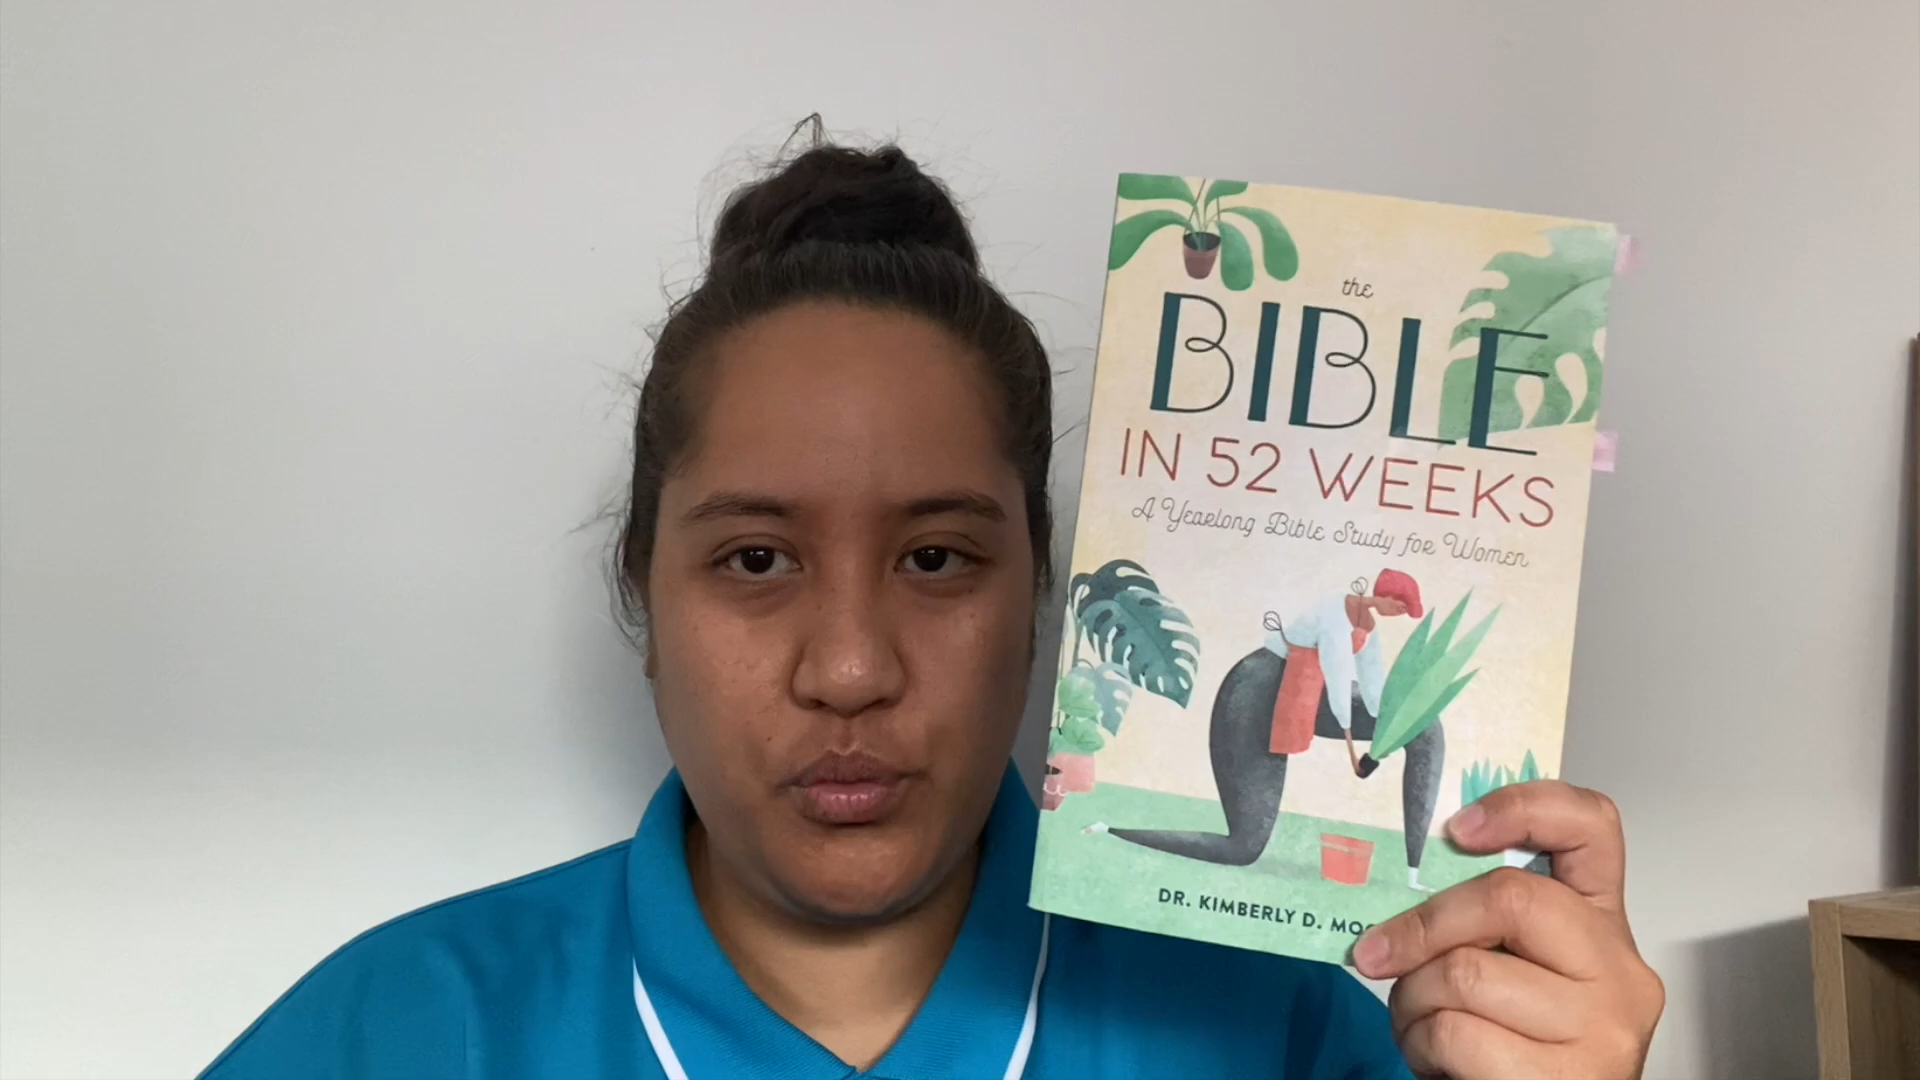 the
BIBLE
IN 52 WEEKS
A Yearlong Bible Study for Women
DR. KIMBERLY D.